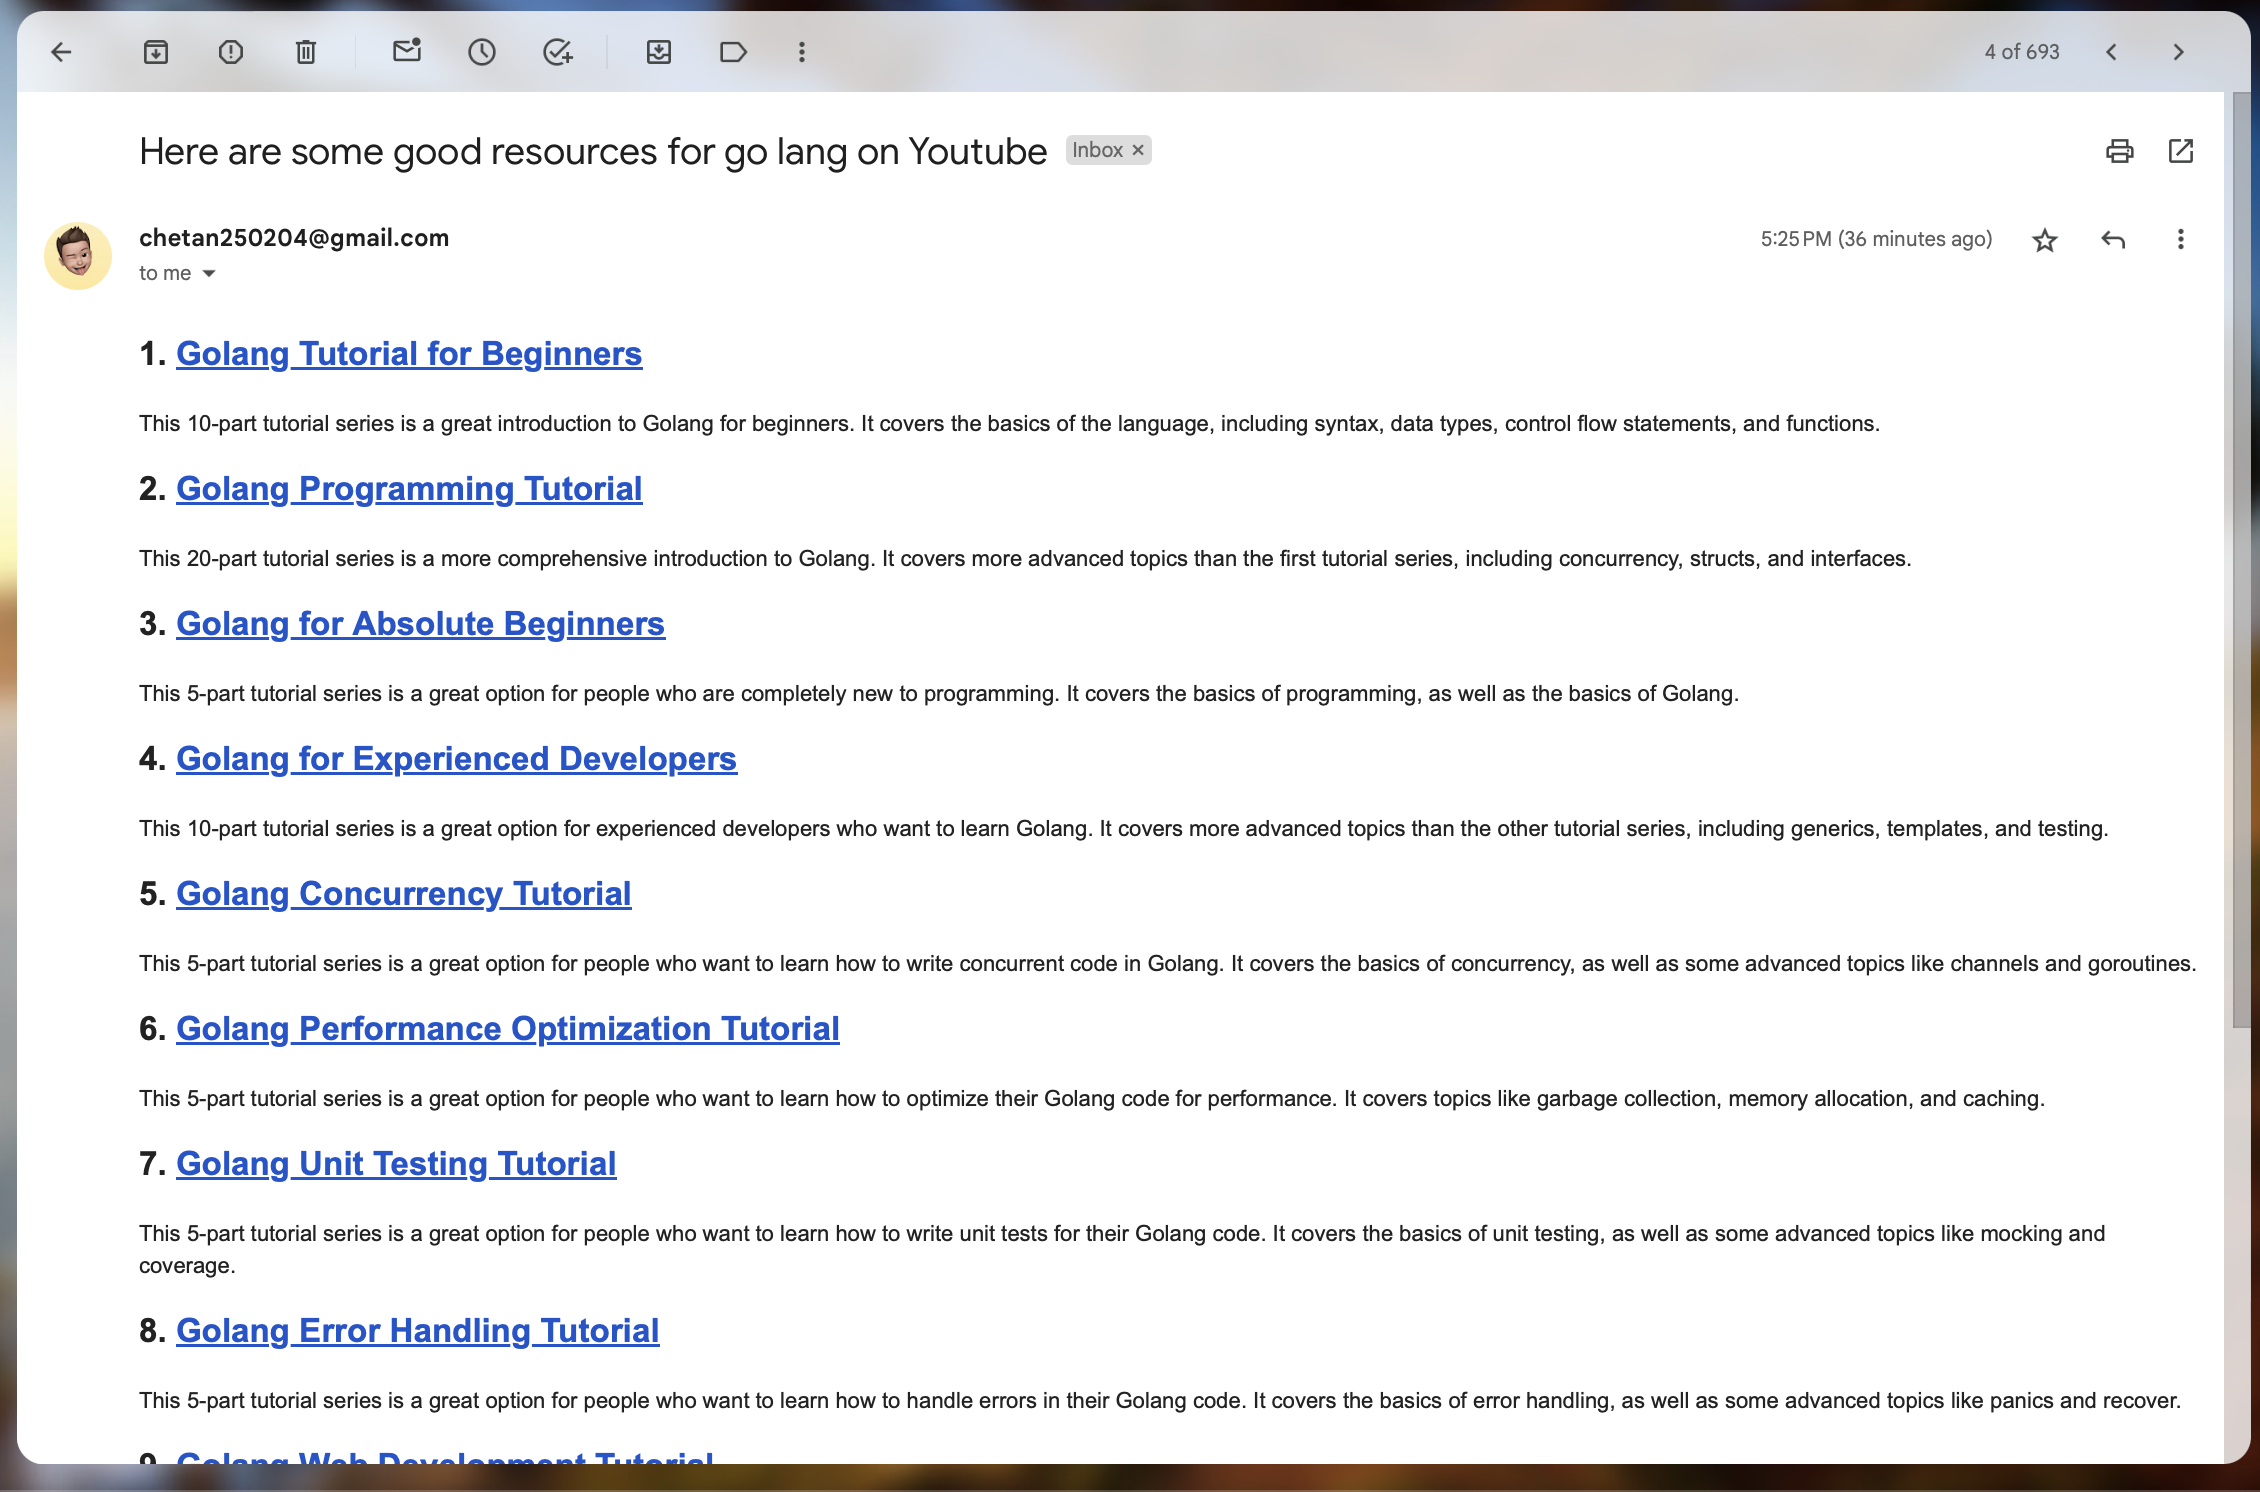 4 of 693
Here are some good resources for go lang on Youtube Inbox ×
chetan250204@gmail.com 5:25 PM (36 minutes ago)
to me
1. Golang Tutorial for Beginners
This 10-part tutorial series is a great introduction to Golang for beginners. It covers the basics of the language, including syntax, data types, control flow statements, and functions.
2. Golang Programming Tutorial
This 20-part tutorial series is a more comprehensive introduction to Golang. It covers more advanced topics than the first tutorial series, including concurrency, structs, and interfaces.
3. Golang for Absolute Beginners
This 5-part tutorial series is a great option for people who are completely new to programming. It covers the basics of programming, as well as the basics of Golang.
4. Golang for Experienced Developers
This 10-part tutorial series is a great option for experienced developers who want to learn Golang. It covers more advanced topics than the other tutorial series, including generics, templates, and testing.
5. Golang Concurrency Tutorial
This 5-part tutorial series is a great option for people who want to learn how to write concurrent code in Golang. It covers the basics of concurrency, as well as some advanced topics like channels and goroutines.
6. Golang Performance Optimization Tutorial
This 5-part tutorial series is a great option for people who want to learn how to optimize their Golang code for performance. It covers topics like garbage collection, memory allocation, and caching.
7. Golang Unit Testing Tutorial
This 5-part tutorial series is a great option for people who want to learn how to write unit tests for their Golang code. It covers the basics of unit testing, as well as some advanced topics like mocking and
coverage.
8. Golang Error Handling Tutorial
This 5-part tutorial series is a great option for people who want to learn how to handle errors in their Golang code. It covers the basics of error handling, as well as some advanced topics like panics and recover.
9. Golang Web Development Tutorial